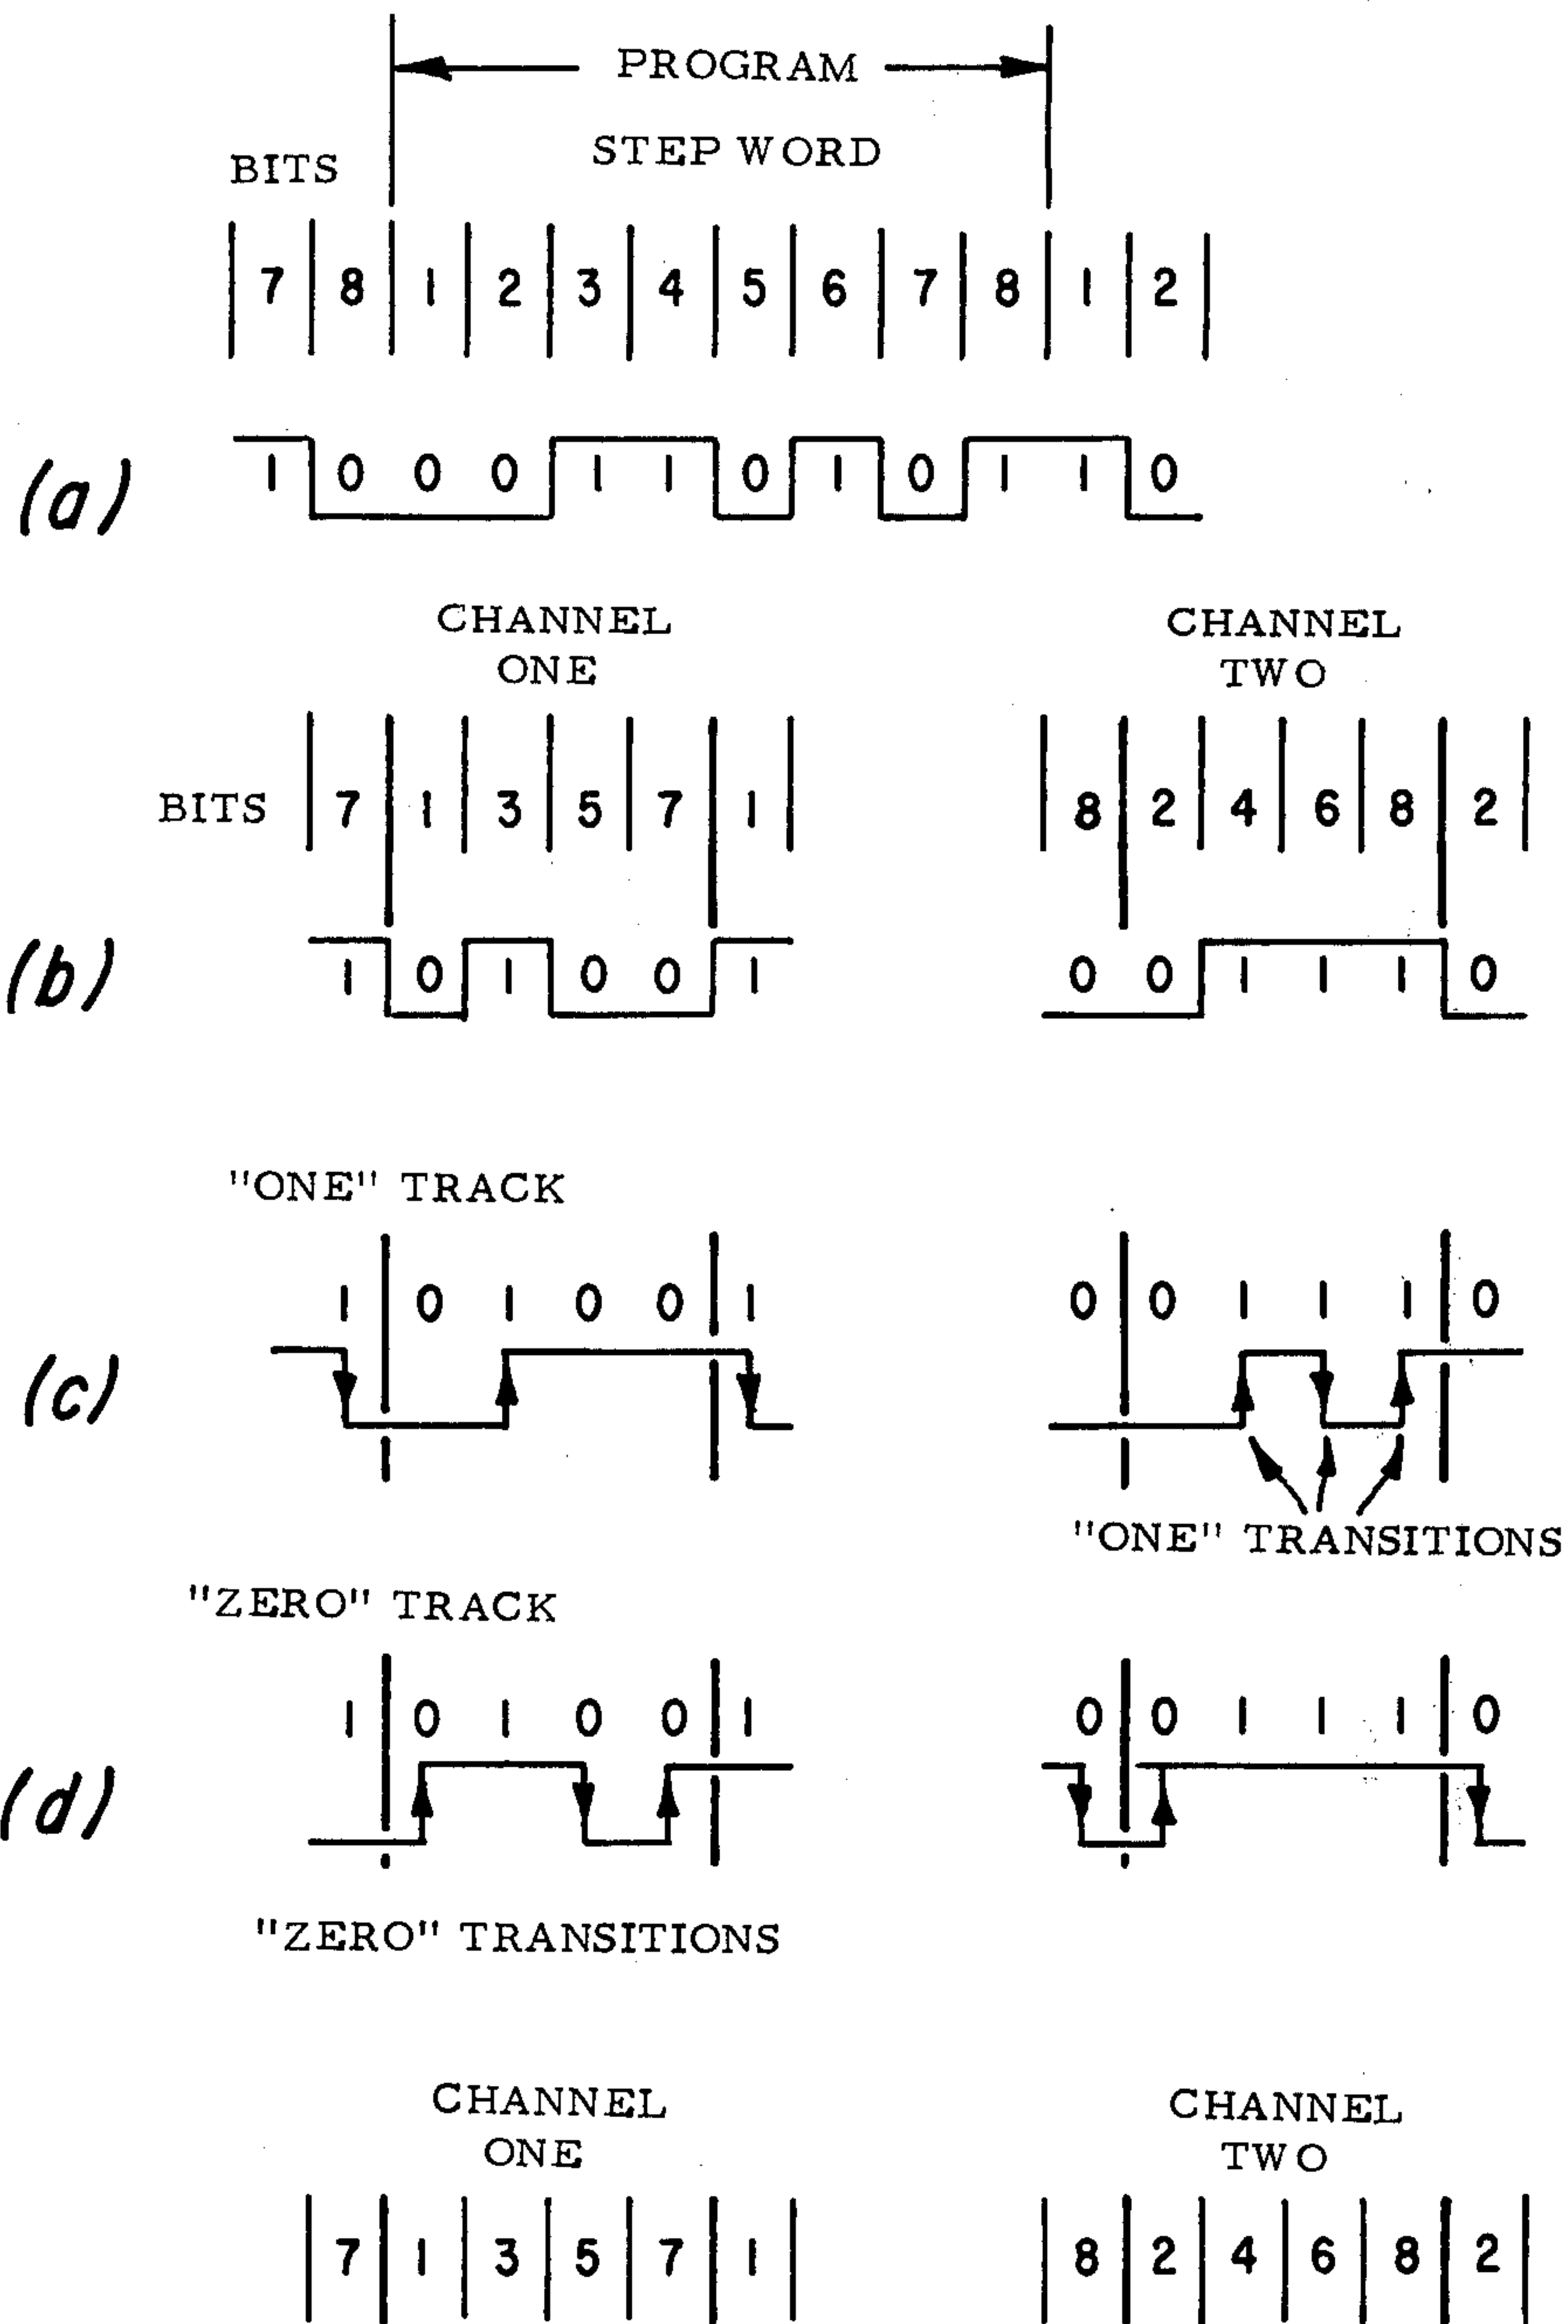 PROGRAM
STEP WORD
BITS
7 8 1 2 3 4 5 6 7 8 1 2
(a)
1 0 0 0 1 1 0 1 0 1 1 0
CHANNEL
ONE
CHANNEL
TWO
BITS
7 1 3 5 7 1
8 2 4 6 8 2
(b)
1 0 1 0 0 1
0 0 1 1 1 0
"ONE" TRACK
1 0 1 0 0 1
0 0 1 1 1 0
(c)
"ONE" TRANSITIONS
"ZERO" TRACK
1 0 1 0 0 1
0 0 1 1 1 0
(d)
"ZERO" TRANSITIONS
CHANNEL
ONE
CHANNEL
TWO
7 1 3 5 7 1
8 2 4 6 8 2